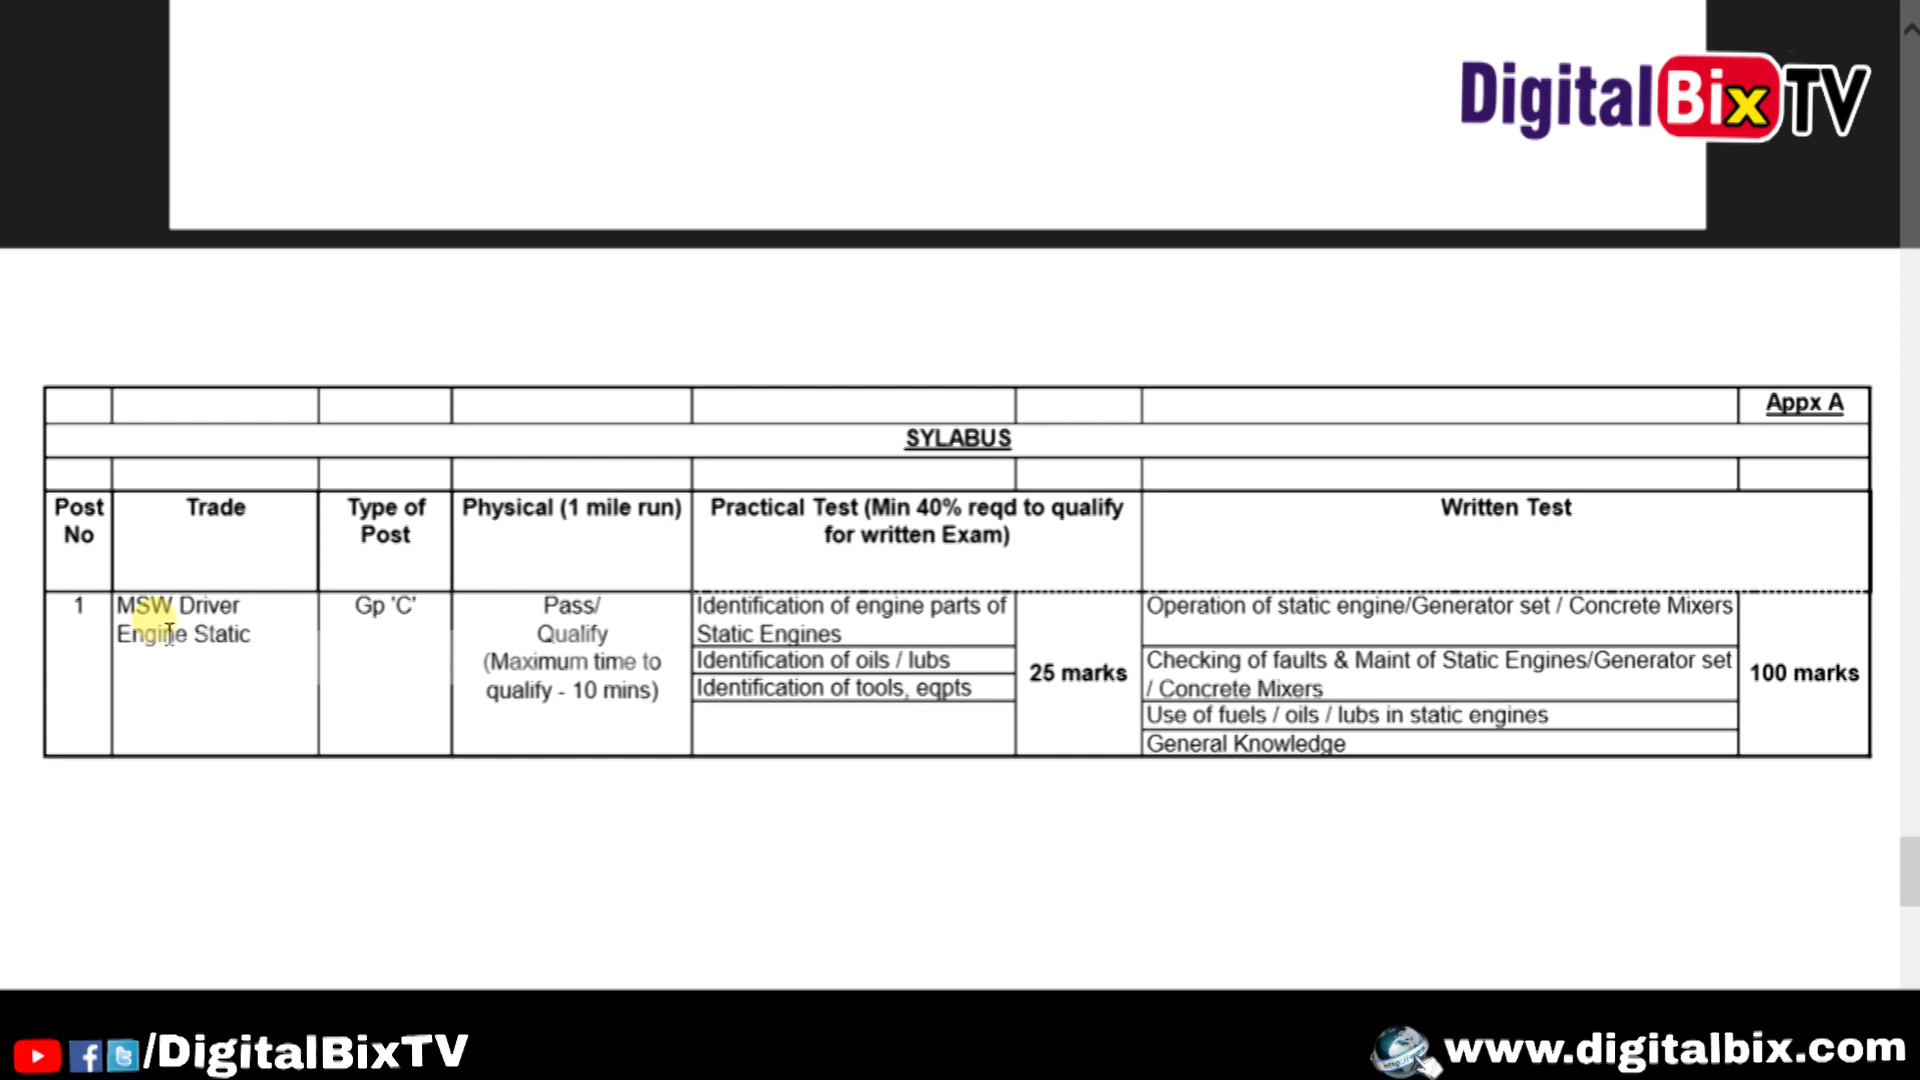 DigitalBixTV
Appx A
SYLABUS
Post No
Trade
Type of Post
Physical (1 mile run)
Practical Test (Min 40% reqd to qualify for written Exam)
Written Test
1
MSW Driver
Engine Static
Gp 'C'
Pass/
Qualify
(Maximum time to
qualify - 10 mins)
Identification of engine parts of
Static Engines
Identification of oils / lubs
Identification of tools, eqpts
25 marks
Operation of static engine/Generator set / Concrete Mixers
Checking of faults & Maint of Static Engines/Generator set
/ Concrete Mixers
Use of fuels / oils / lubs in static engines
General Knowledge
100 marks
/DigitalBixTV
www.digitalbix.com